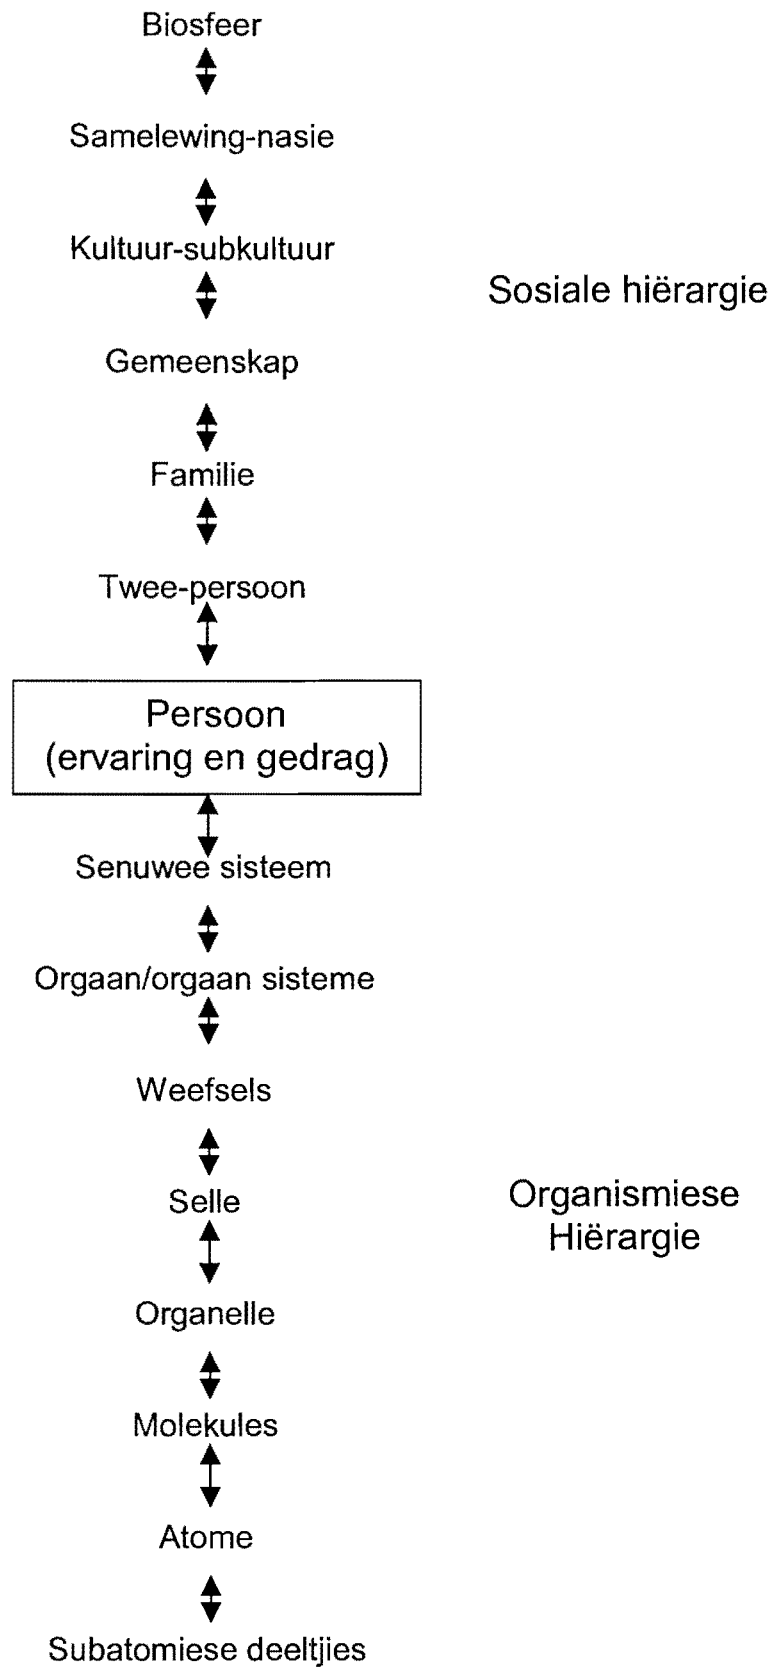 Biosfeer
Samelewing-nasie
Kultuur-subkultuur
Sosiale hiërargie
Gemeenskap
Familie
Twee-persoon
Persoon
(ervaring en gedrag)
Senuwee sisteem
Orgaan/orgaan sisteme
Weefsels
Selle
Organismiese
Hiërargie
Organelle
Molekules
Atome
Subatomiese deeltjies